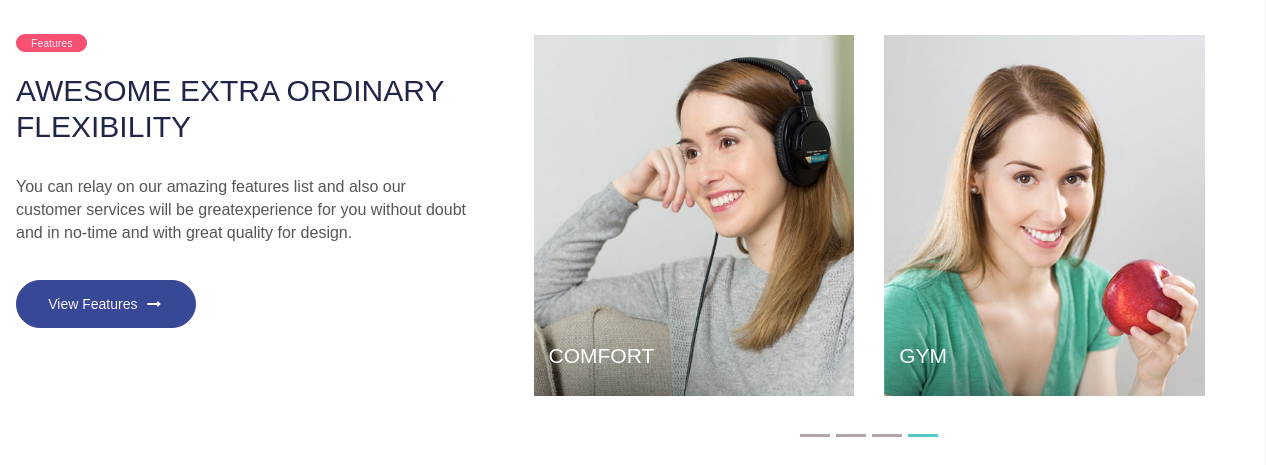 Features
AWESOME EXTRA ORDINARY
FLEXIBILITY
You can relay on our amazing features list and also our
customer services will be greatexperience for you without doubt
and in no-time and with great quality for design.
View Features
COMFORT
GYM